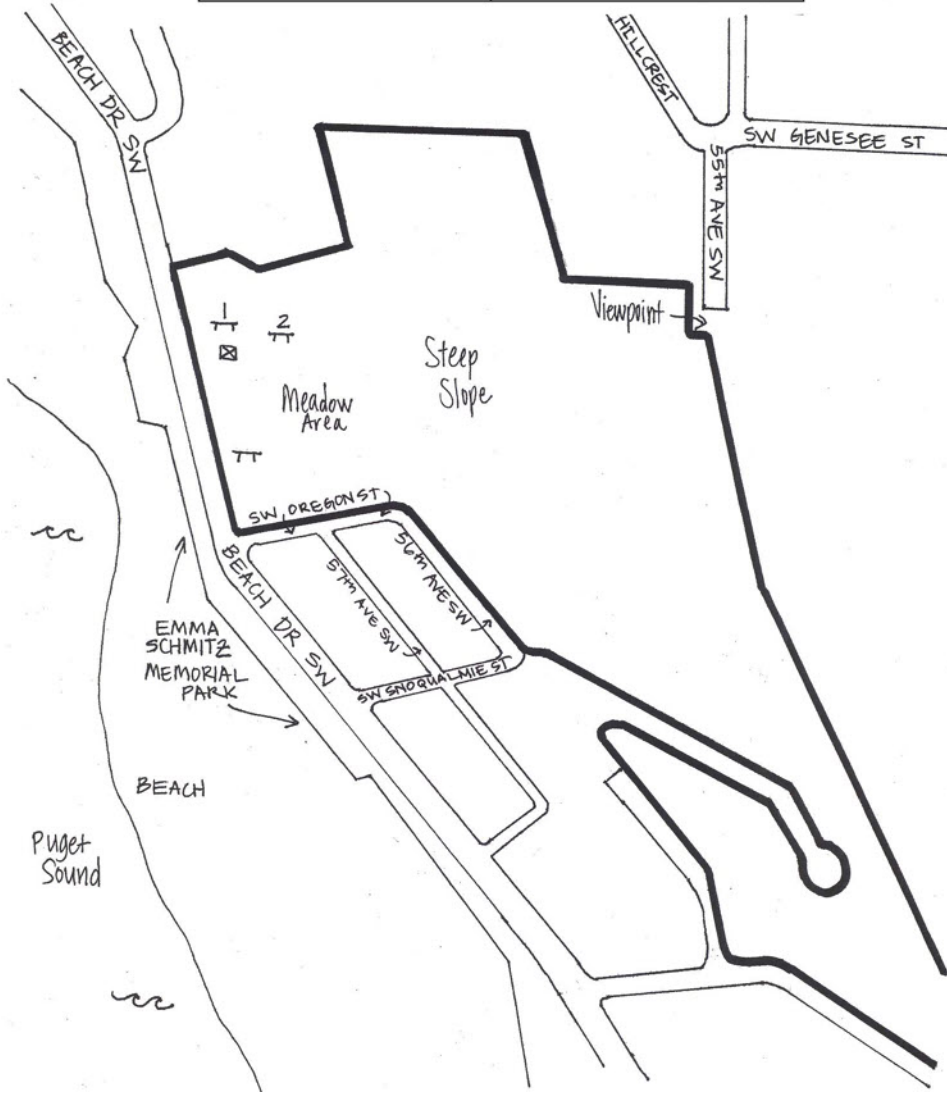 BEACH DR SW
HILLCREST
SW GENESEE ST
55th AVE SW
Viewpoint
1
2
Steep
Slope
Meadow
Area
SW OREGON ST
56th AVE SW
57th AVE SW
BEACH DR SW
EMMA
SCHMITZ
MEMORIAL
PARK
SW SNOQUALMIE ST
BEACH
Puget
Sound